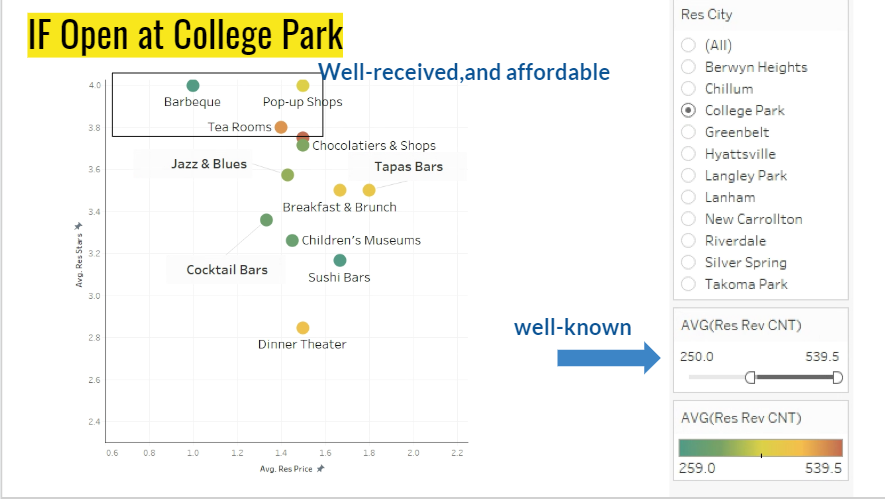 IF Open at College Park
Well-received,and affordable
4.0
3.8
3.6
3.4
3.2
3.0
2.8
2.6
2.4
Avg. Res Stars
Barbeque
Pop-up Shops
Tea Rooms
Chocolatiers & Shops
Jazz & Blues
Tapas Bars
Breakfast & Brunch
Children's Museums
Cocktail Bars
Sushi Bars
Dinner Theater
0.6 0.8 1.0 1.2 1.4 1.6 1.8 2.0 2.2
Avg. Res Price
well-known
Res City
(All)
Berwyn Heights
Chillum
College Park
Greenbelt
Hyattsville
Langley Park
Lanham
New Carrollton
Riverdale
Silver Spring
Takoma Park
AVG(Res Rev CNT)
250.0 539.5
AVG(Res Rev CNT)
259.0 539.5